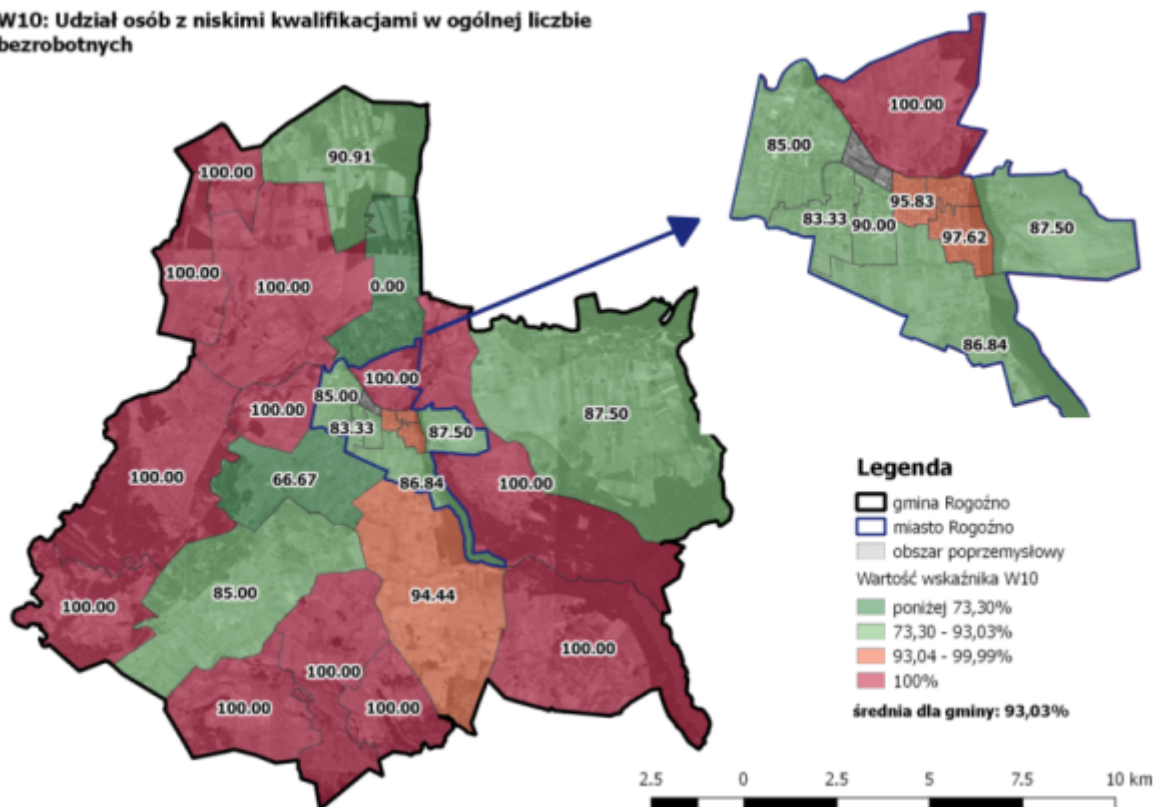 W10: Udział osób z niskimi kwalifikacjami w ogólnej liczbie
bezrobotnych
100.00
90.91
100.00
100.00
0.00
100.00
85.00
100.00
83.33
87.50
87.50
100.00
66.67
86.84
100.00
100.00
85.00
94.44
100.00
100.00
100.00
100.00
100.00
85.00
95.83
83.33
90.00
97.62
87.50
86.84
Legenda
gmina Rogoźno
miasto Rogoźno
obszar poprzemysłowy
Wartość wskaźnika W10
poniżej 73,30%
73,30 - 93,03%
93,04 - 99,99%
100%
średnia dla gminy: 93,03%
2.5 0 2.5 5 7.5 10 km